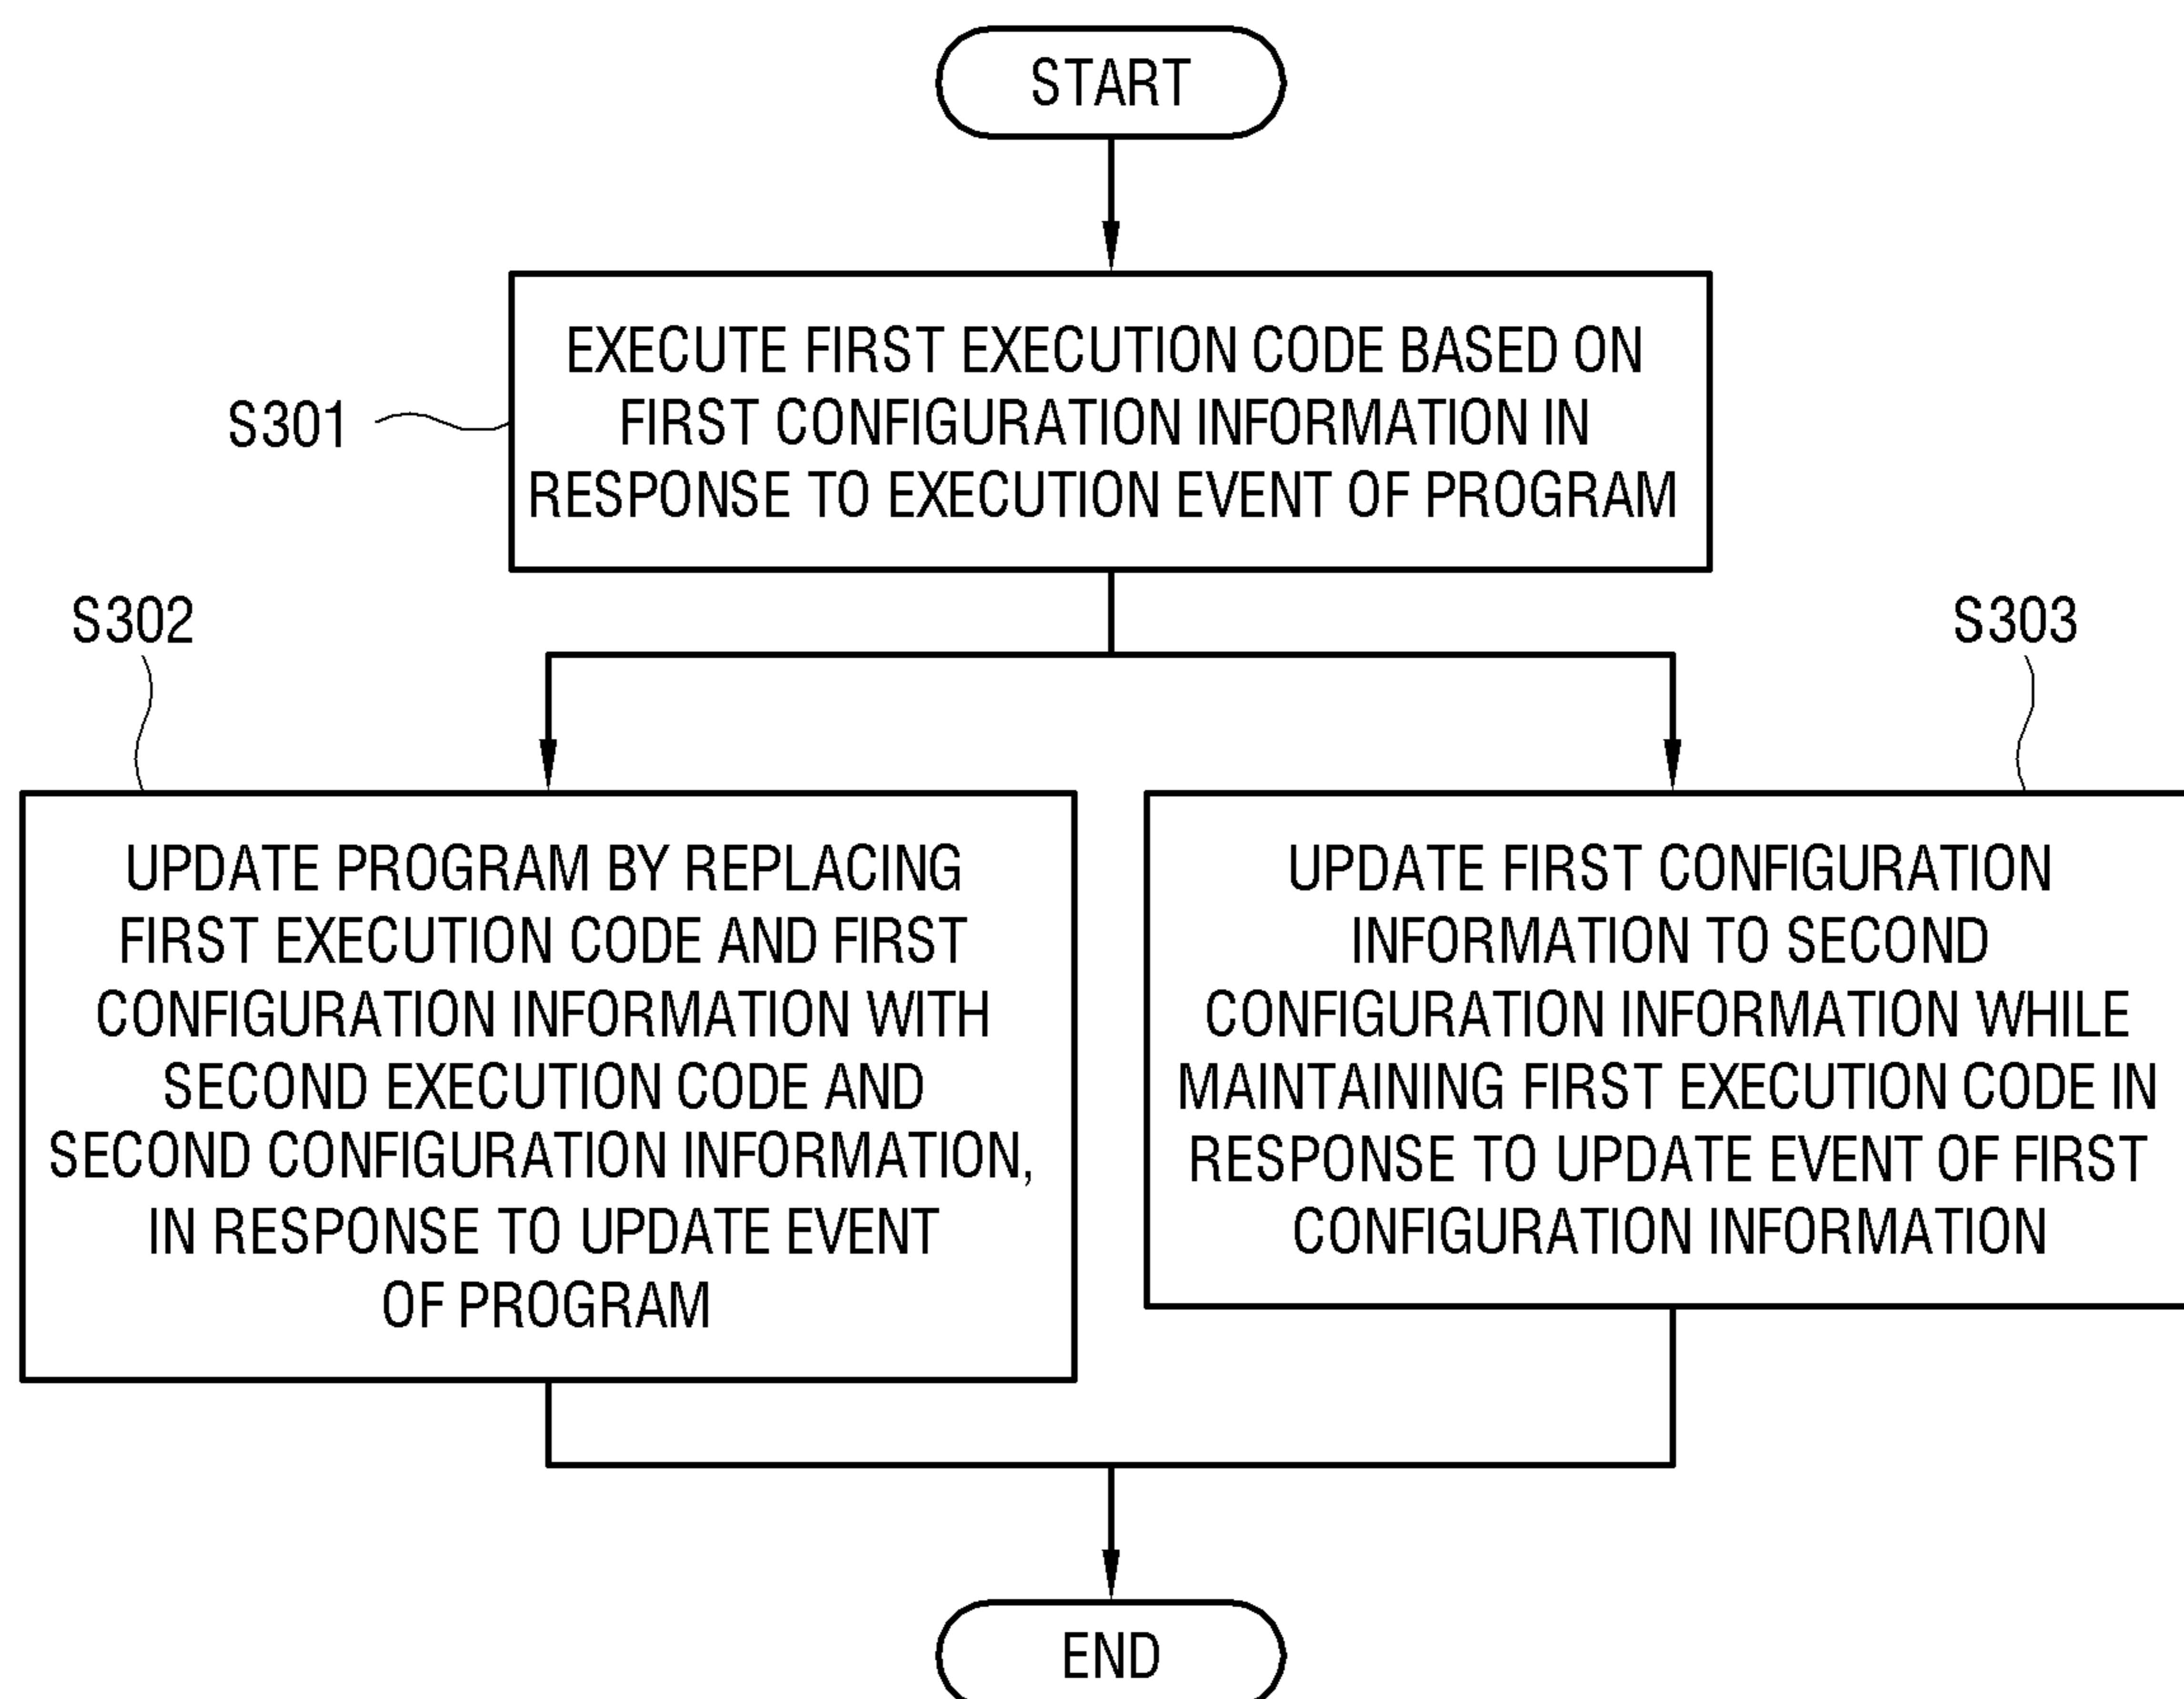 START
EXECUTE FIRST EXECUTION CODE BASED ON
FIRST CONFIGURATION INFORMATION IN
RESPONSE TO EXECUTION EVENT OF PROGRAM
S301
S302
S303
UPDATE PROGRAM BY REPLACING
FIRST EXECUTION CODE AND FIRST
CONFIGURATION INFORMATION WITH
SECOND EXECUTION CODE AND
SECOND CONFIGURATION INFORMATION,
IN RESPONSE TO UPDATE EVENT
OF PROGRAM
UPDATE FIRST CONFIGURATION
INFORMATION TO SECOND
CONFIGURATION INFORMATION WHILE
MAINTAINING FIRST EXECUTION CODE IN
RESPONSE TO UPDATE EVENT OF FIRST
CONFIGURATION INFORMATION
END